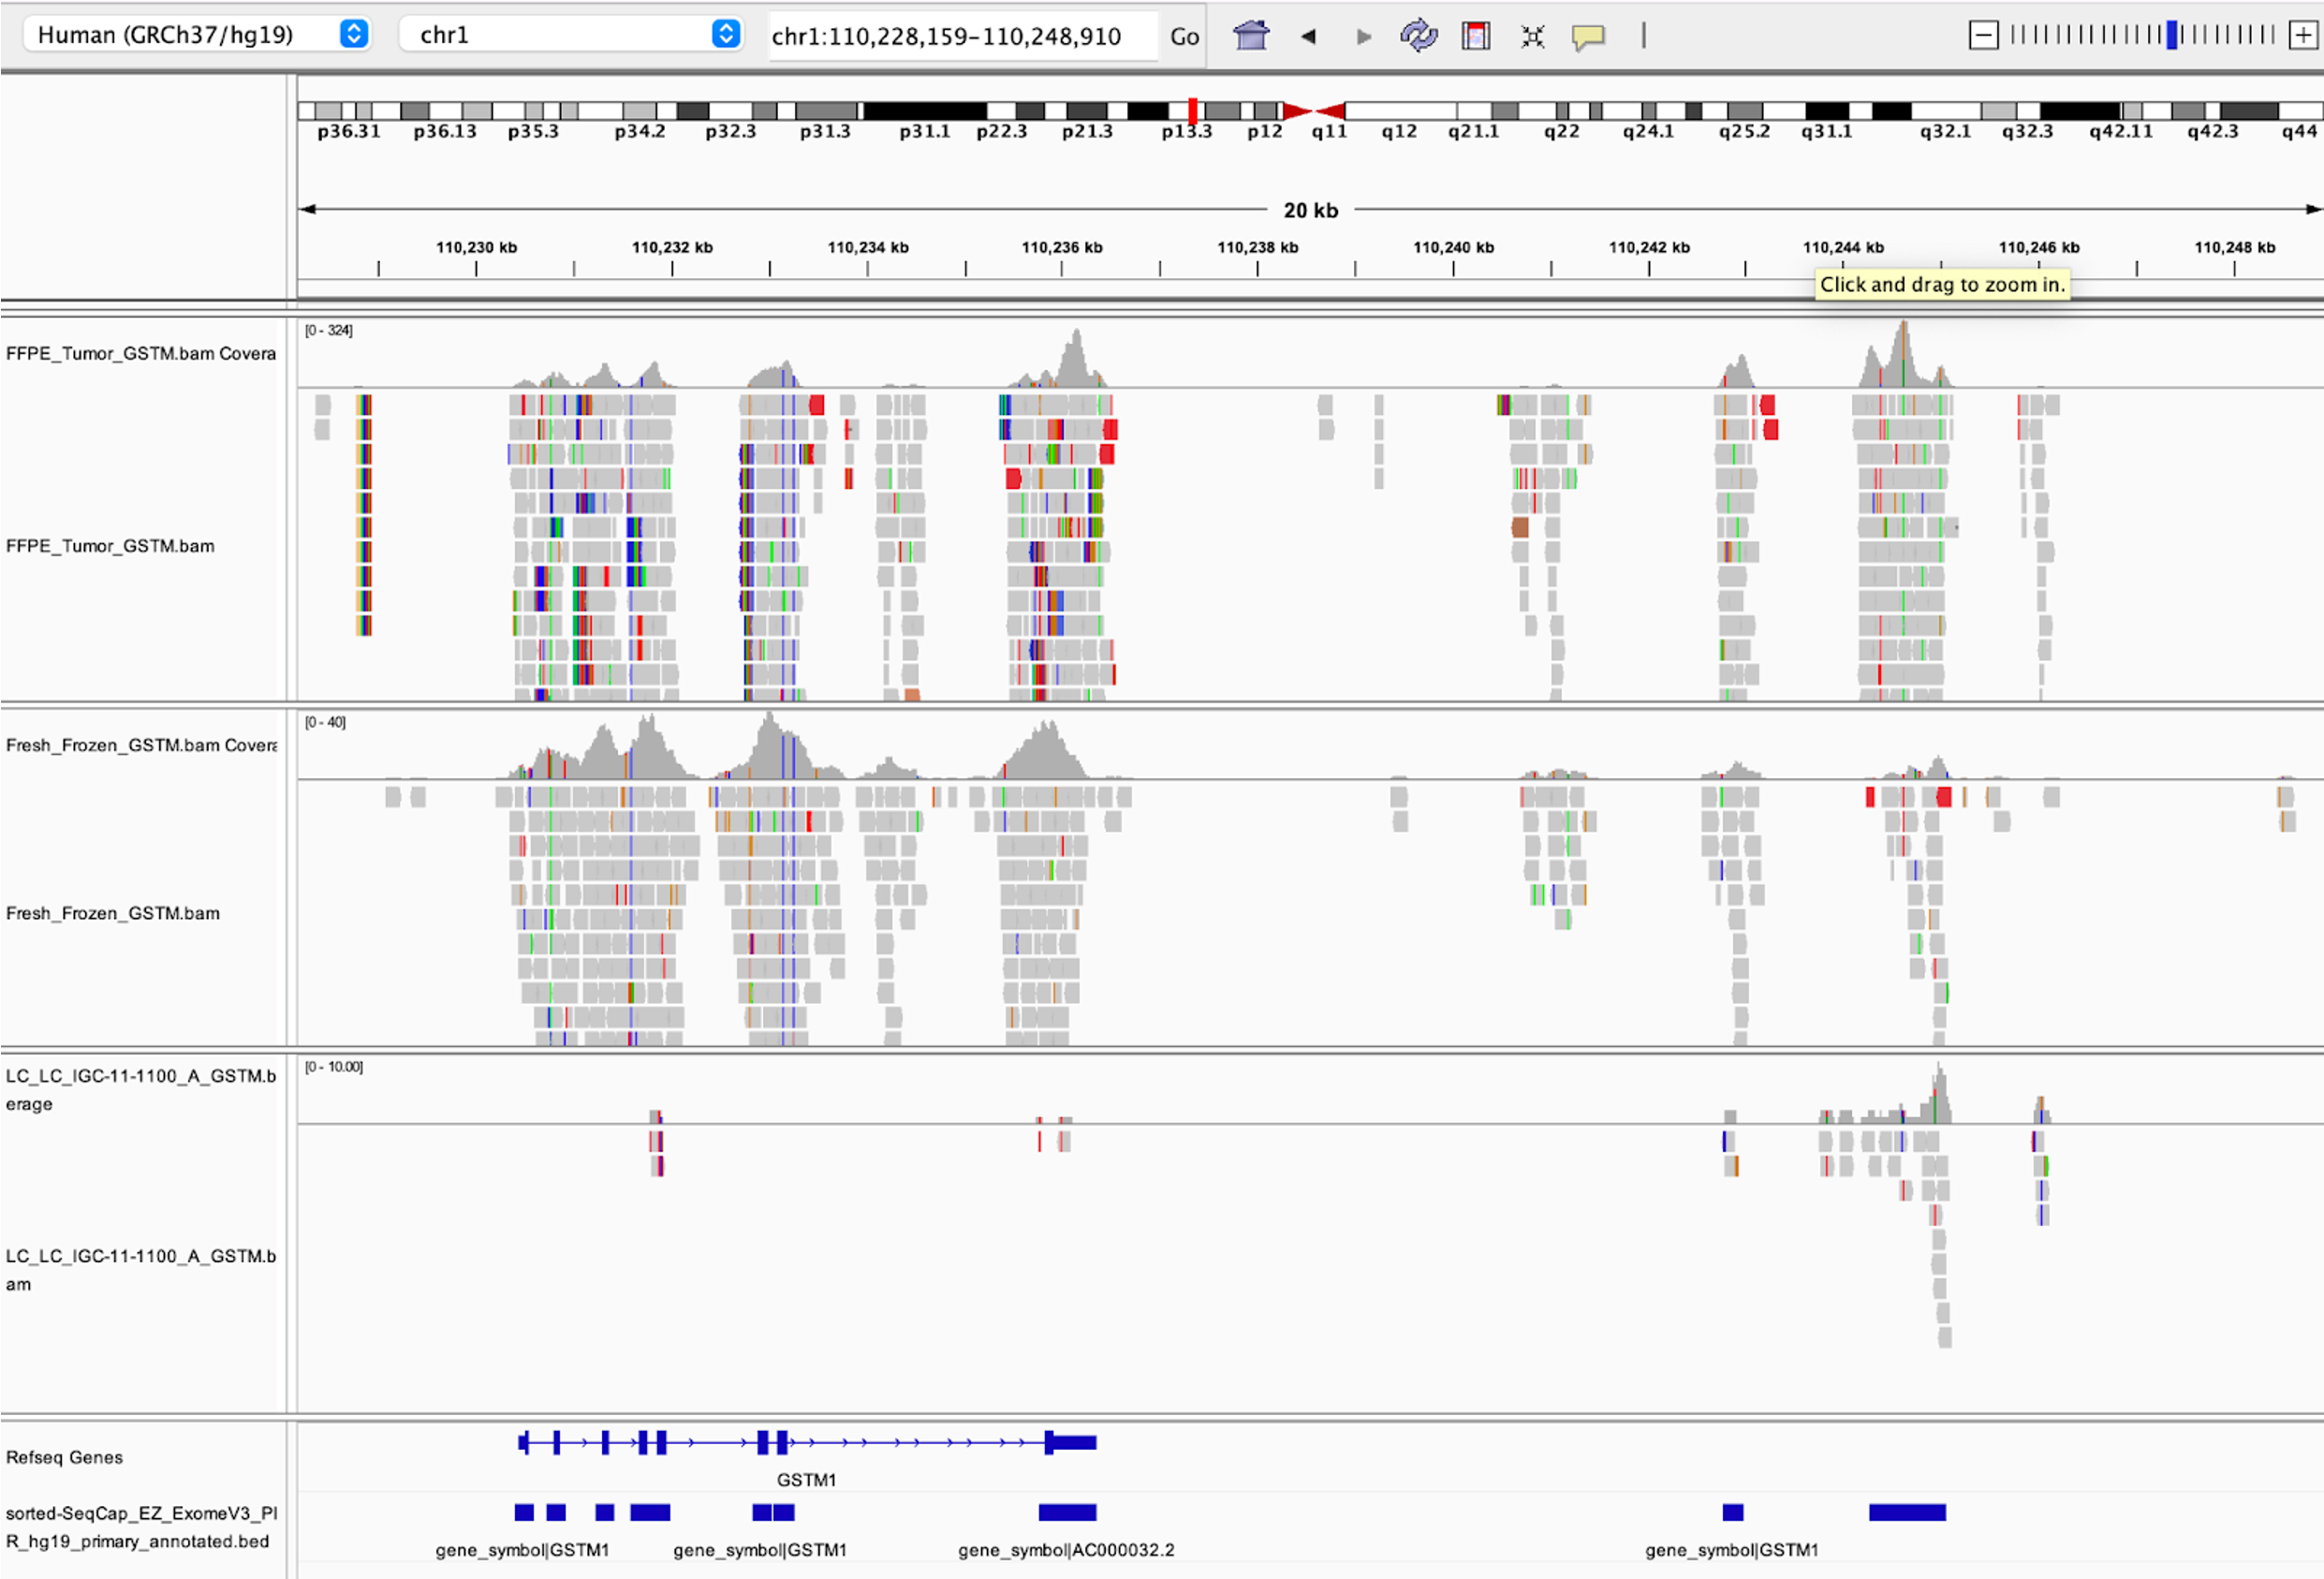 Human (GRCh37/hg19) chr1 chr1:110,228,159-110,248,910 Go
p36.31 p36.13 p35.3 p34.2 p32.3 p31.3 p31.1 p22.3 p21.3 p13.3 p12 q11 q12 q21.1 q22 q24.1 q25.2 q31.1 q32.1 q32.3 q42.11 q42.3 q44
20 kb
110,230 kb 110,232 kb 110,234 kb 110,236 kb 110,238 kb 110,240 kb 110,242 kb 110,244 kb 110,246 kb 110,248 kb
Click and drag to zoom in.
[0 - 324]
FFPE_Tumor_GSTM.bam Covera
FFPE_Tumor_GSTM.bam
[0 - 40]
Fresh_Frozen_GSTM.bam Covera
Fresh_Frozen_GSTM.bam
[0 - 10.00]
LC_LC_IGC-11-1100_A_GSTM.b
erage
LC_LC_IGC-11-1100_A_GSTM.b
am
Refseq Genes
GSTM1
sorted-SeqCap_EZ_ExomeV3_PI
R_hg19_primary_annotated.bed
gene_symbol|GSTM1 gene_symbol|GSTM1 gene_symbol|AC000032.2 gene_symbol|GSTM1